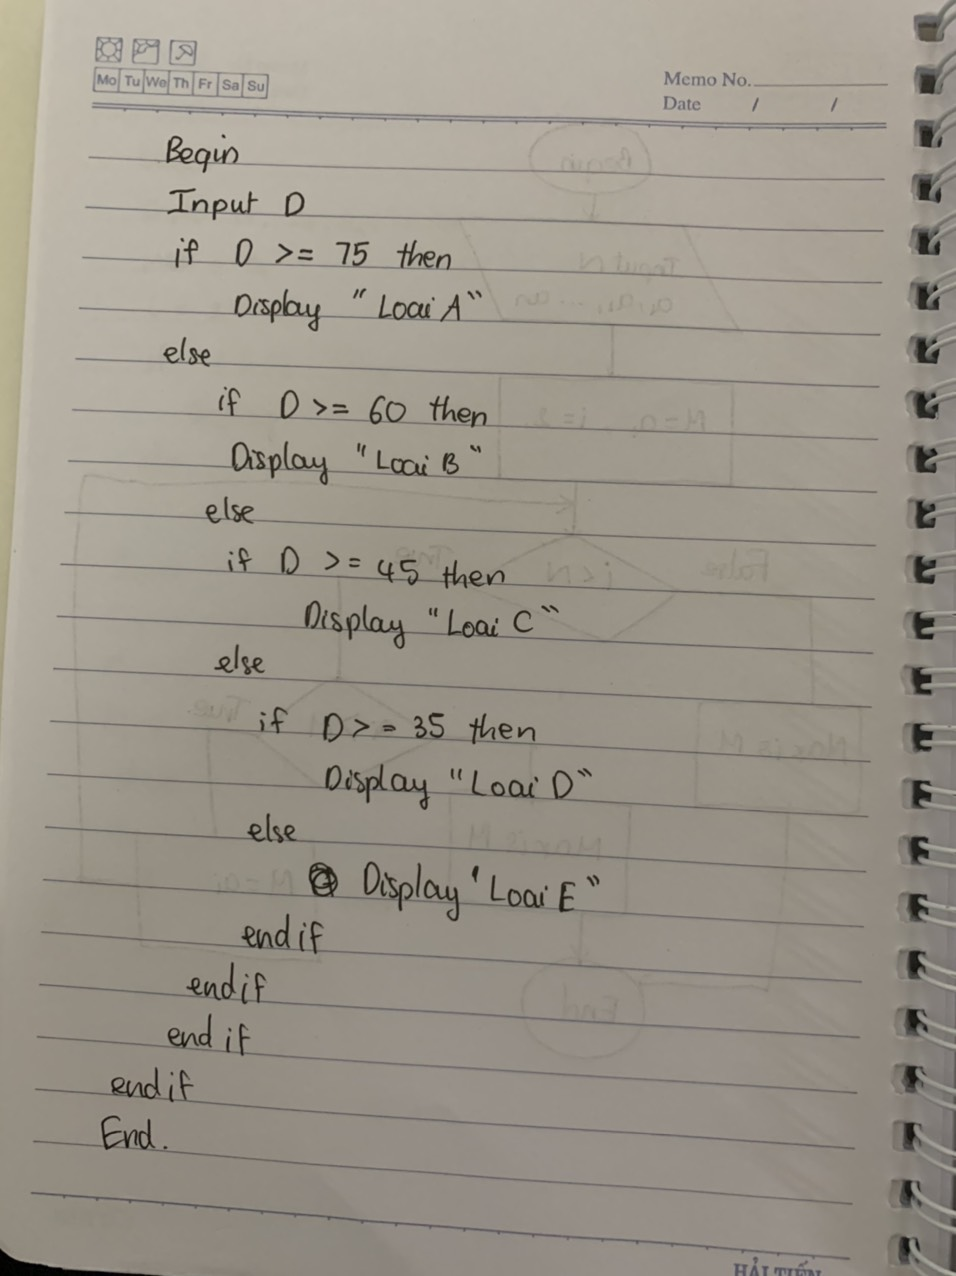 Mo Tu We Th Fr Sa Su
Memo No.
Date / /
Begin
Input D
if D >= 75 then
Display "Loai A"
else
if D >= 60 then
Display "Loai B"
else
if D >= 45 then
Display "Loai C"
else
if D >= 35 then
Display "Loai D"
else
Display 'Loai E"
endif
endif
end if
endif
End.
HẢI TIẾN